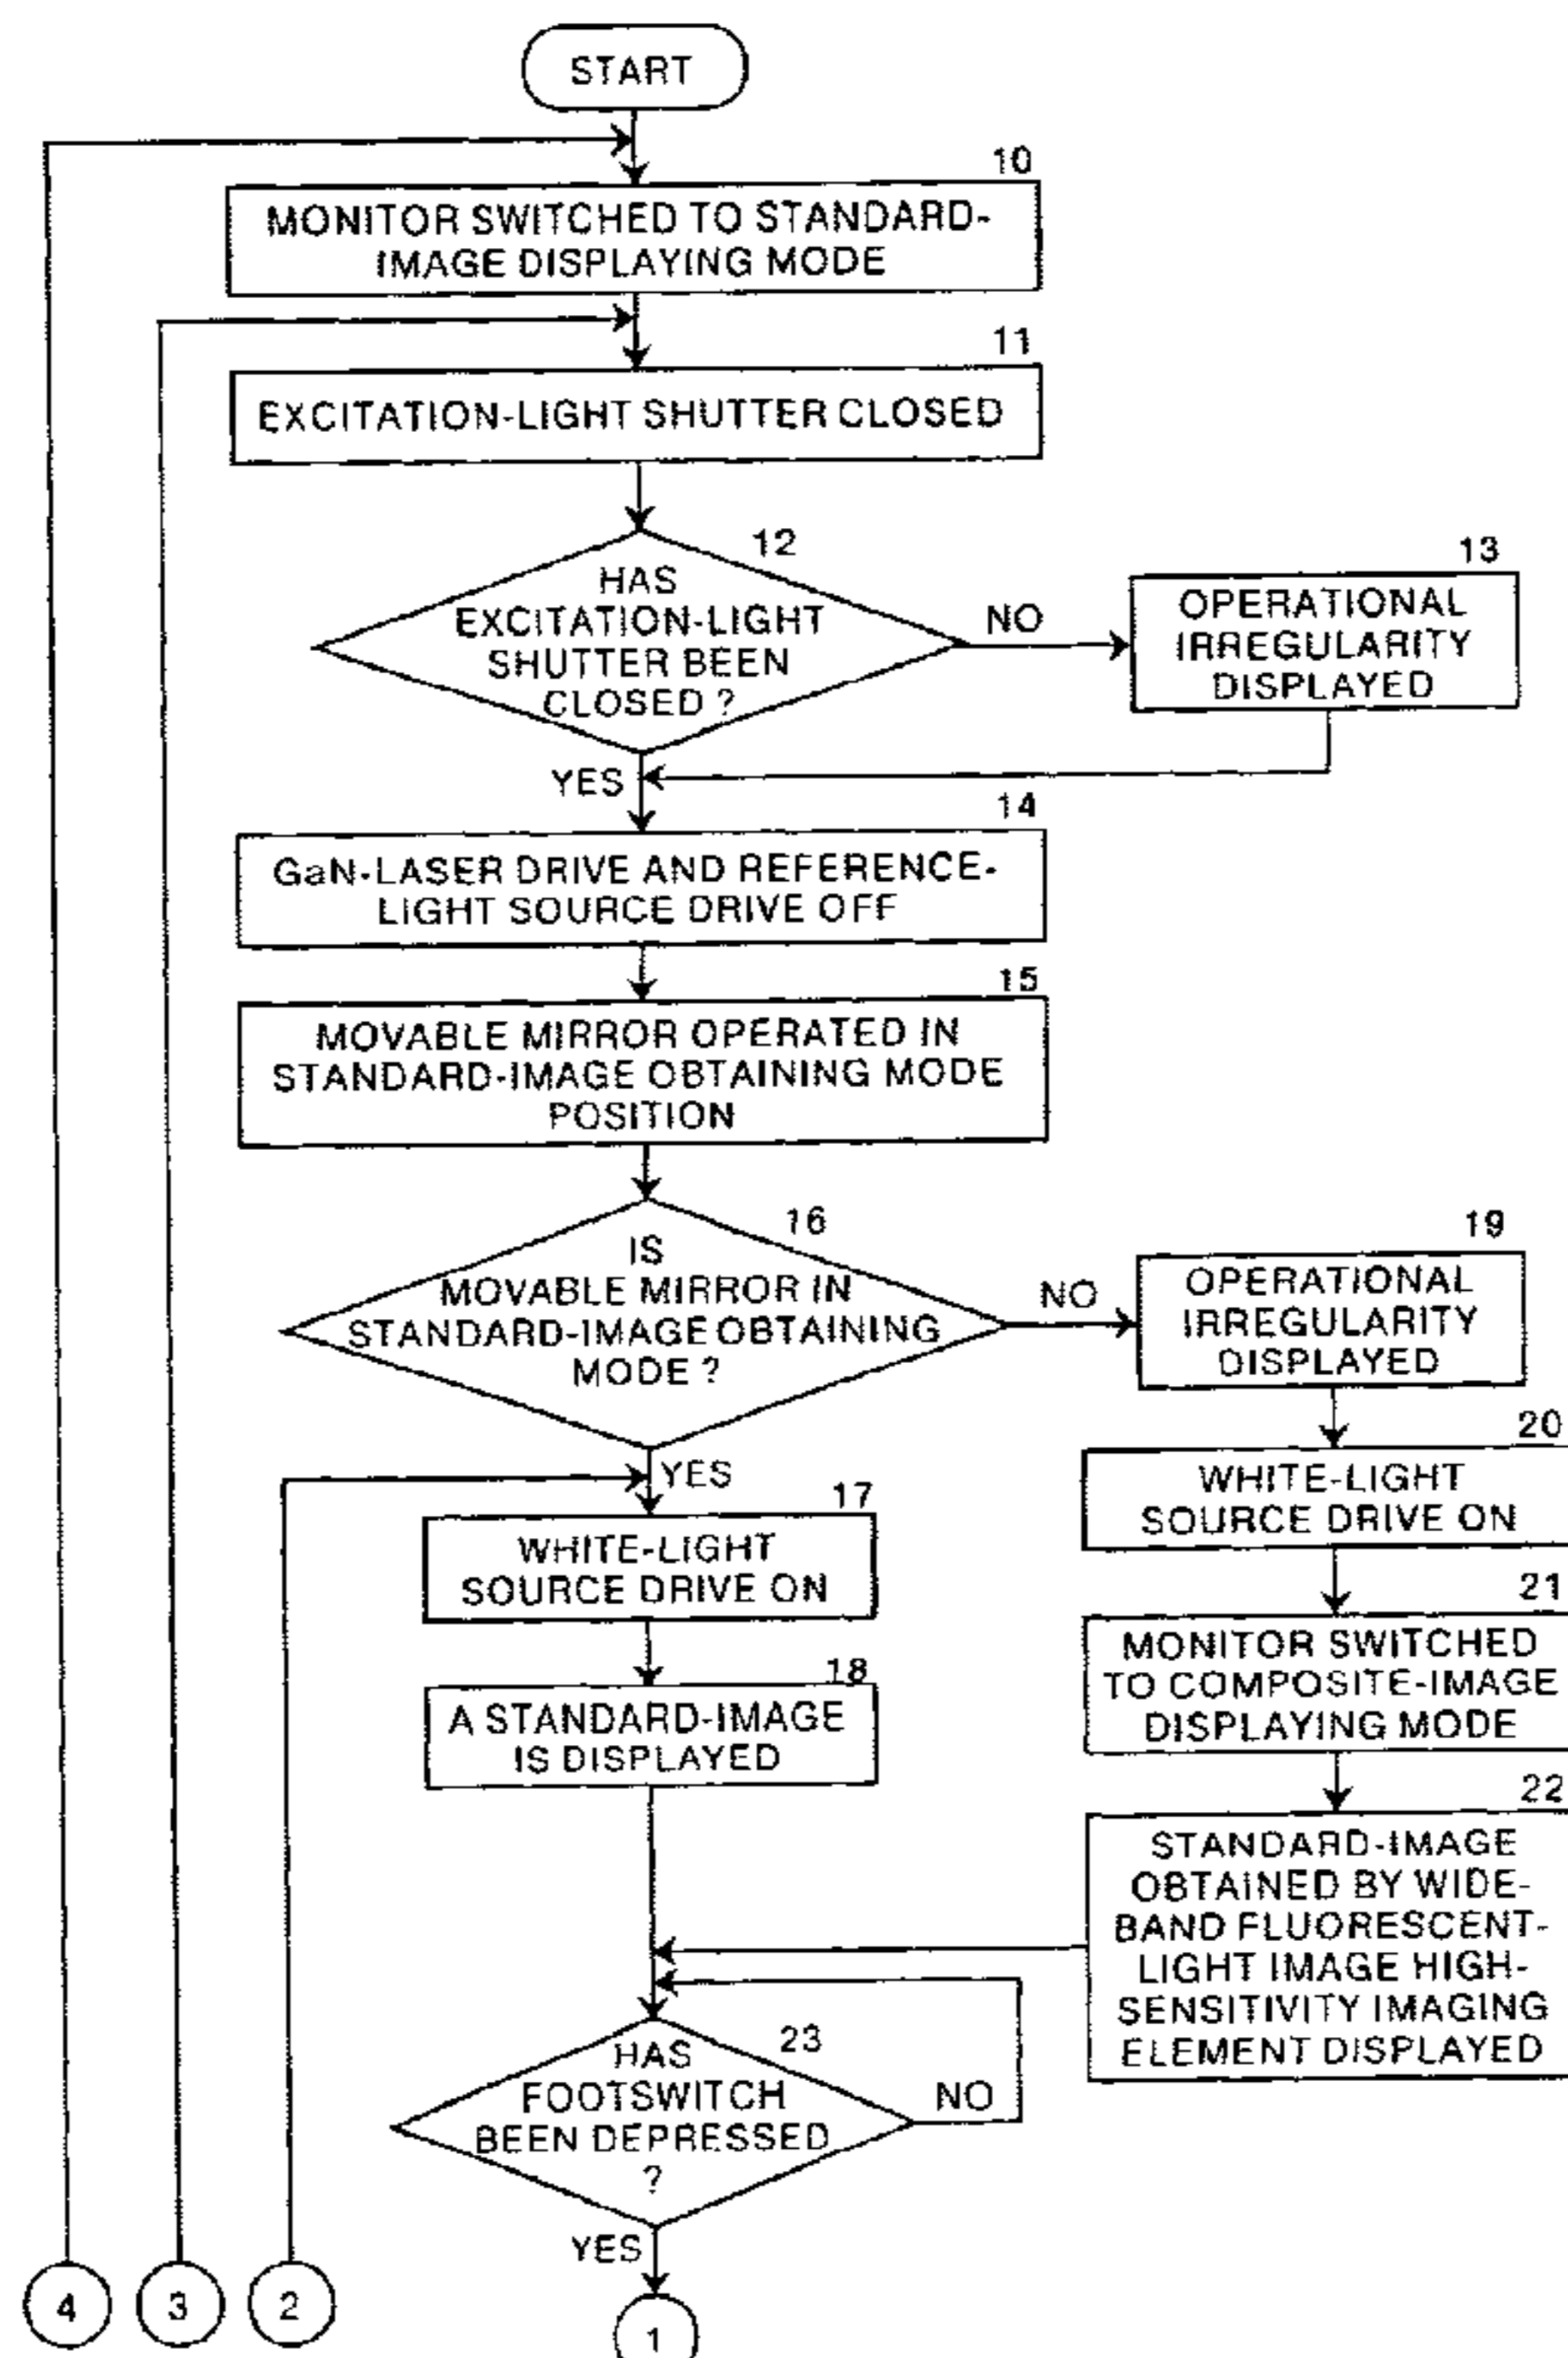 START
10
MONITOR SWITCHED TO STANDARD-
IMAGE DISPLAYING MODE
11
EXCITATION-LIGHT SHUTTER CLOSED
12
HAS
EXCITATION-LIGHT
SHUTTER BEEN
CLOSED ?
NO
13
OPERATIONAL
IRREGULARITY
DISPLAYED
YES
14
GaN-LASER DRIVE AND REFERENCE-
LIGHT SOURCE DRIVE OFF
15
MOVABLE MIRROR OPERATED IN
STANDARD-IMAGE OBTAINING MODE
POSITION
16
IS
MOVABLE MIRROR IN
STANDARD-IMAGE OBTAINING
MODE ?
NO
19
OPERATIONAL
IRREGULARITY
DISPLAYED
YES
17
WHITE-LIGHT
SOURCE DRIVE ON
18
A STANDARD-IMAGE
IS DISPLAYED
20
WHITE-LIGHT
SOURCE DRIVE ON
21
MONITOR SWITCHED
TO COMPOSITE-IMAGE
DISPLAYING MODE
22
STANDARD-IMAGE
OBTAINED BY WIDE-
BAND FLUORESCENT-
LIGHT IMAGE HIGH-
SENSITIVITY IMAGING
ELEMENT DISPLAYED
23
HAS
FOOTSWITCH
BEEN DEPRESSED
?
NO
YES
4
3
2
1